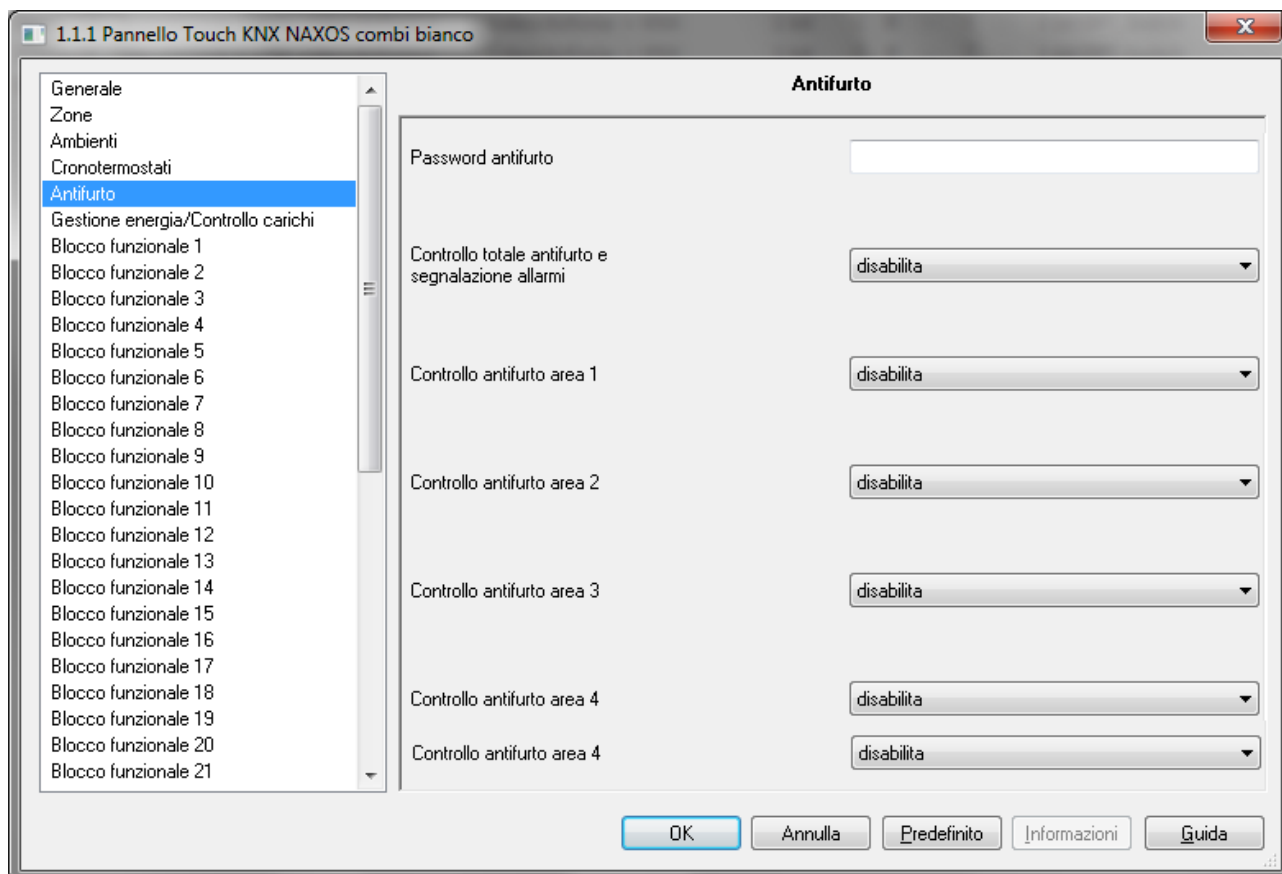 1.1.1 Pannello Touch KNX NAXOS combi bianco
Generale
Zone
Ambienti
Cronotermostati
Antifurto
Gestione energia/Controllo carichi
Blocco funzionale 1
Blocco funzionale 2
Blocco funzionale 3
Blocco funzionale 4
Blocco funzionale 5
Blocco funzionale 6
Blocco funzionale 7
Blocco funzionale 8
Blocco funzionale 9
Blocco funzionale 10
Blocco funzionale 11
Blocco funzionale 12
Blocco funzionale 13
Blocco funzionale 14
Blocco funzionale 15
Blocco funzionale 16
Blocco funzionale 17
Blocco funzionale 18
Blocco funzionale 19
Blocco funzionale 20
Blocco funzionale 21
Antifurto
Password antifurto
Controllo totale antifurto e
segnalazione allarmi
disabilita
Controllo antifurto area 1
disabilita
Controllo antifurto area 2
disabilita
Controllo antifurto area 3
disabilita
Controllo antifurto area 4
disabilita
Controllo antifurto area 4
disabilita
OK
Annulla
Predefinito
Informazioni
Guida